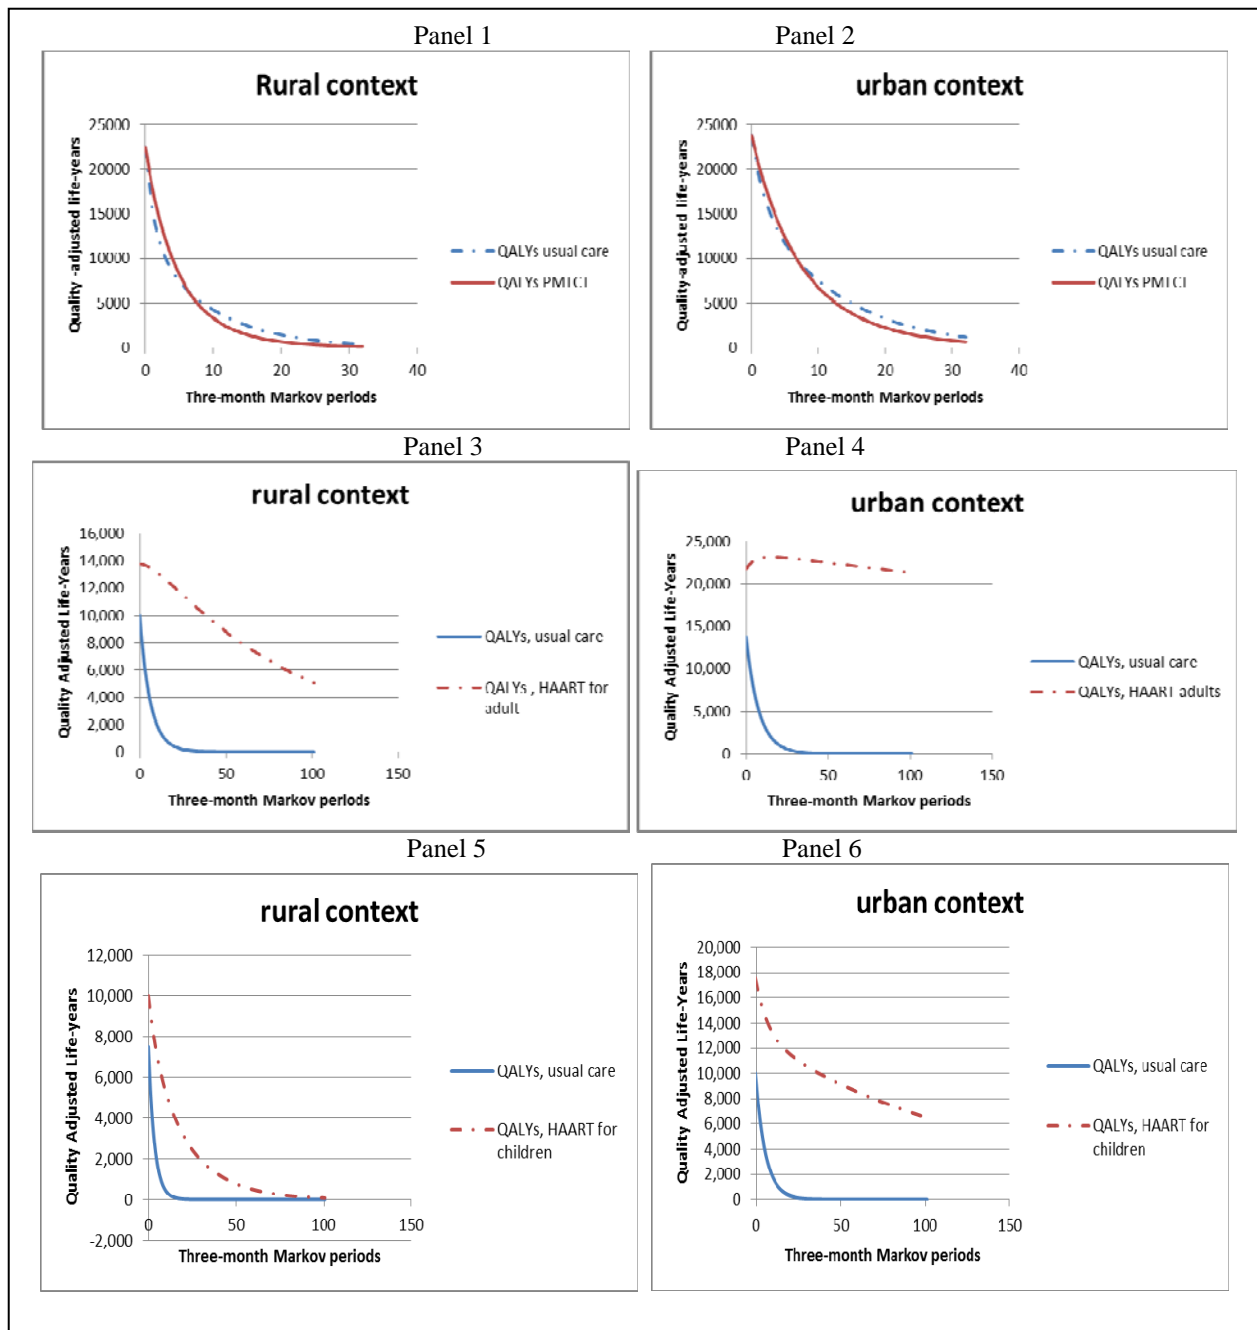 Panel 1
Panel 2
Rural context
25000
20000
15000
10000
5000
0
0 10 20 30 40
Quality -adjusted life-years
Thre-month Markov periods
QALYs usual care
QALYs PMTCT
urban context
25000
20000
15000
10000
5000
0
0 10 20 30 40
Quality-adjusted life-years
Three-month Markov periods
QALYs usual care
QALYs PMTCT
Panel 3
Panel 4
rural context
16,000
14,000
12,000
10,000
8,000
6,000
4,000
2,000
0
0 50 100 150
Quality Adjusted Life-Years
Three-month Markov periods
QALYs, usual care
QALYs , HAART for
adult
urban context
25,000
20,000
15,000
10,000
5,000
0
0 50 100 150
Quality Adjusted Life-Years
Three-month Markov periods
QALYs, usual care
QALYs, HAART adults
Panel 5
Panel 6
rural context
12,000
10,000
8,000
6,000
4,000
2,000
0
-2,000
0 50 100 150
Quality Adjusted Life-years
Three-month Markov periods
QALYs, usual care
QALYs, HAART for
children
urban context
20,000
18,000
16,000
14,000
12,000
10,000
8,000
6,000
4,000
2,000
0
0 50 100 150
Quality Adjusted Life-Years
Three-month Markov periods
QALYs, usual care
QALYs, HAART for
children